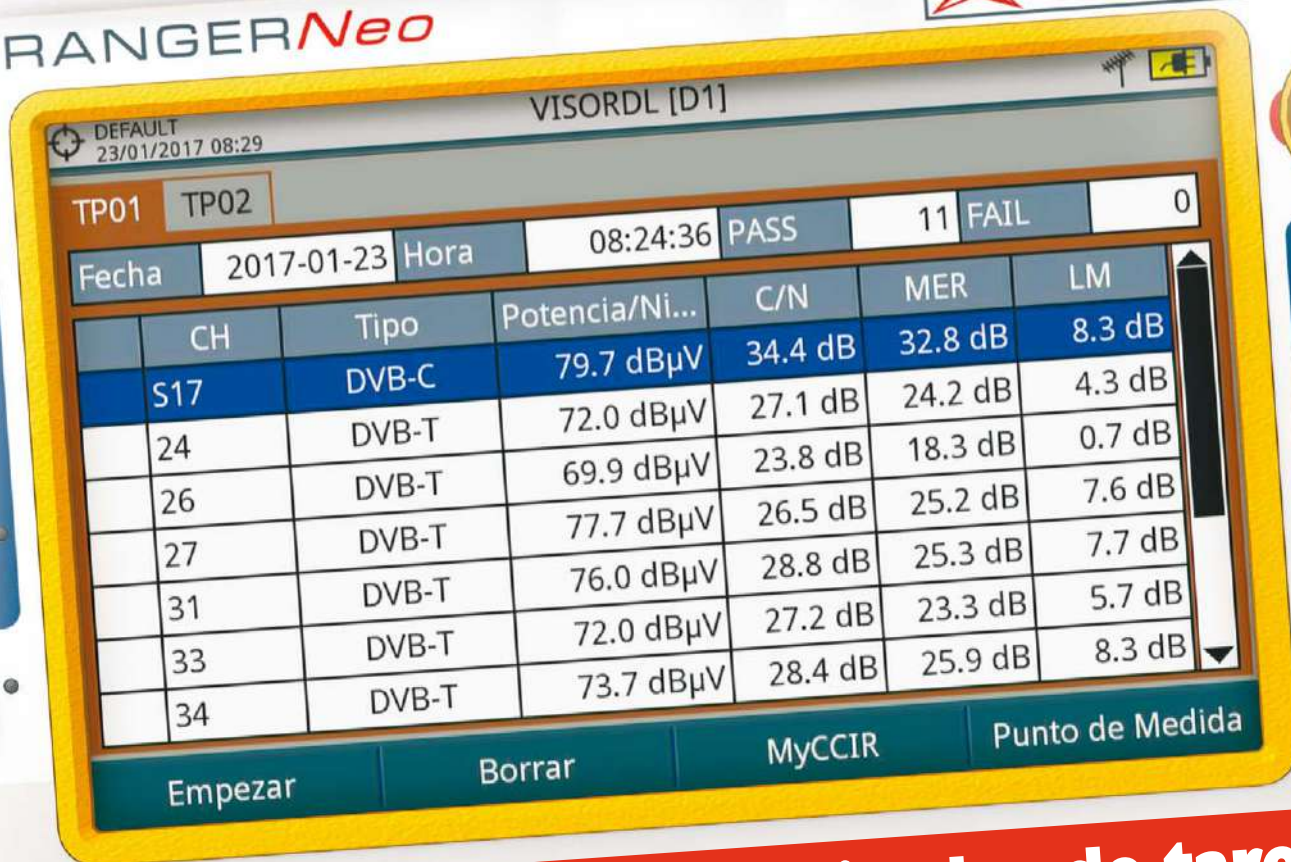 RANGERNeo
DEFAULT
23/01/2017 08:29
VISORDL [D1]
TP01 TP02
Fecha 2017-01-23 Hora 08:24:36 PASS 11 FAIL 0
CH Tipo Potencia/Ni... C/N MER LM
S17 DVB-C 79.7 dBµV 34.4 dB 32.8 dB 8.3 dB
24 DVB-T 72.0 dBµV 27.1 dB 24.2 dB 4.3 dB
26 DVB-T 69.9 dBµV 23.8 dB 18.3 dB 0.7 dB
27 DVB-T 77.7 dBµV 26.5 dB 25.2 dB 7.6 dB
31 DVB-T 76.0 dBµV 28.8 dB 25.3 dB 7.7 dB
33 DVB-T 72.0 dBµV 27.2 dB 23.3 dB 5.7 dB
34 DVB-T 73.7 dBµV 28.4 dB 25.9 dB 8.3 dB
Empezar Borrar MyCCIR Punto de Medida
de